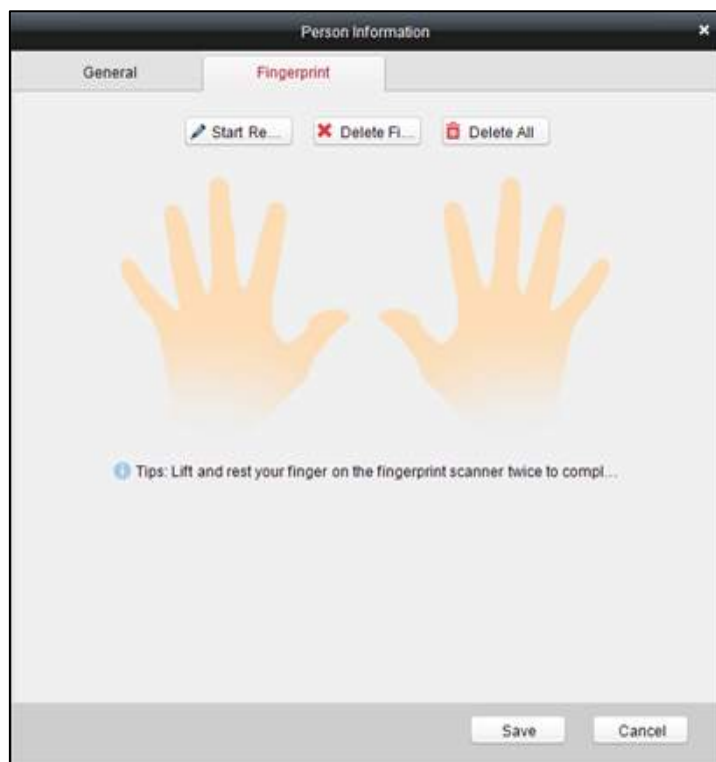 Person Information
General Fingerprint
Start Re... Delete Fi... Delete All
Tips: Lift and rest your finger on the fingerprint scanner twice to compl...
Save Cancel